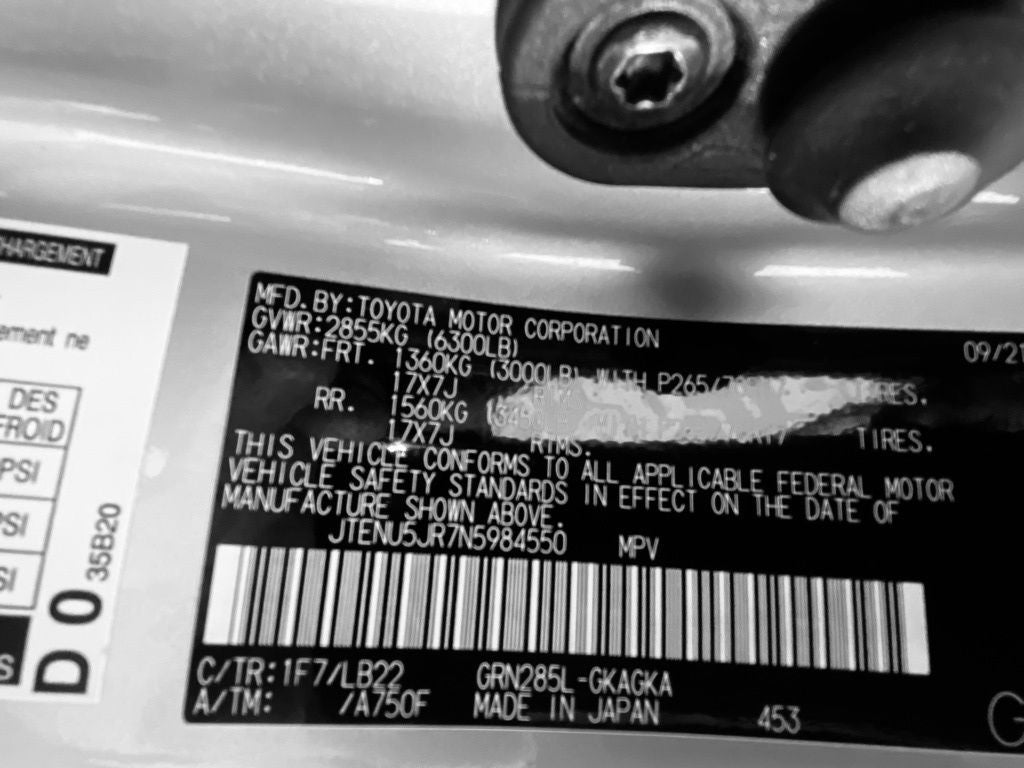 HARGEMENT
ement ne
DES
FROID
PSI
PSI
SI
S
D O
35B20
MFD. BY:TOYOTA MOTOR CORPORATION 09/21
GVWR:2855KG (6300LB)
GAWR:FRT. 1360KG (3000LB) WITH P265/ TIRES.
17X7J
RR. 1560KG TIRES.
17X7J RIMS.
THIS VEHICLE CONFORMS TO ALL APPLICABLE FEDERAL MOTOR
VEHICLE SAFETY STANDARDS IN EFFECT ON THE DATE OF
MANUFACTURE SHOWN ABOVE.
JTENU5JR7N5984550 MPV
C/TR:1F7/LB22 GRN285L-GKAGKA
A/TM: /A750F MADE IN JAPAN 453
G